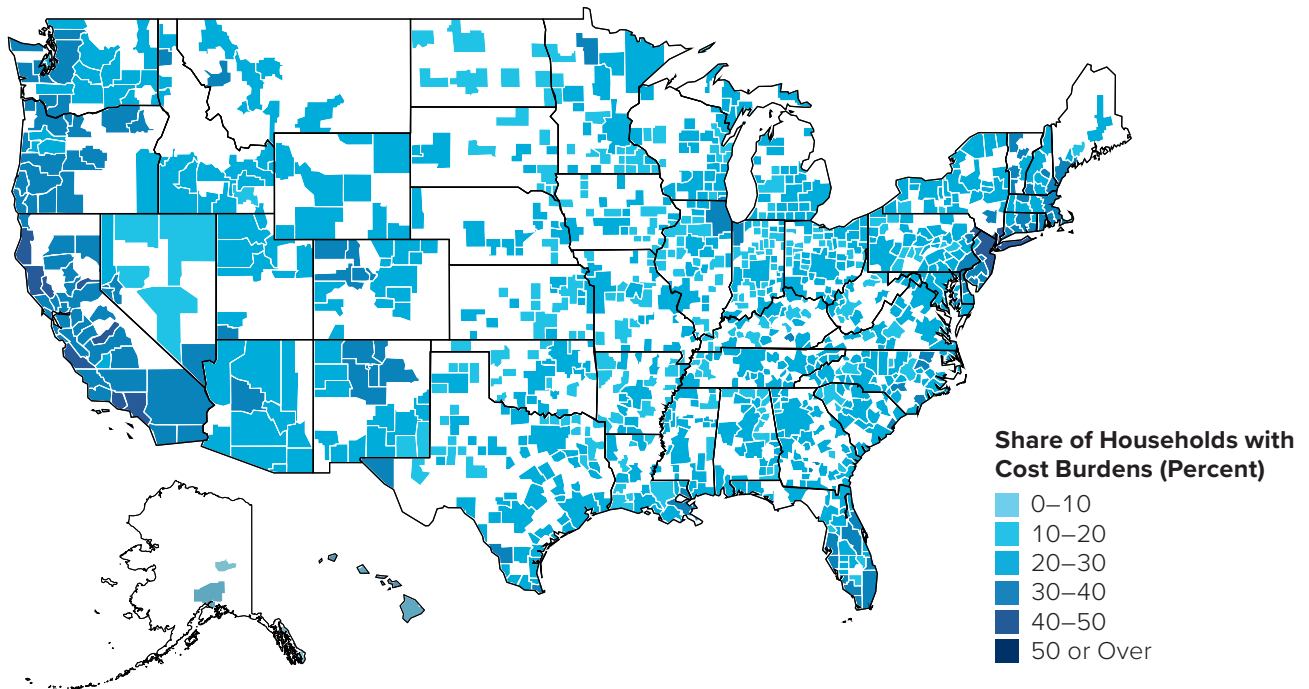 Share of Households with
Cost Burdens (Percent)
0–10
10–20
20–30
30–40
40–50
50 or Over